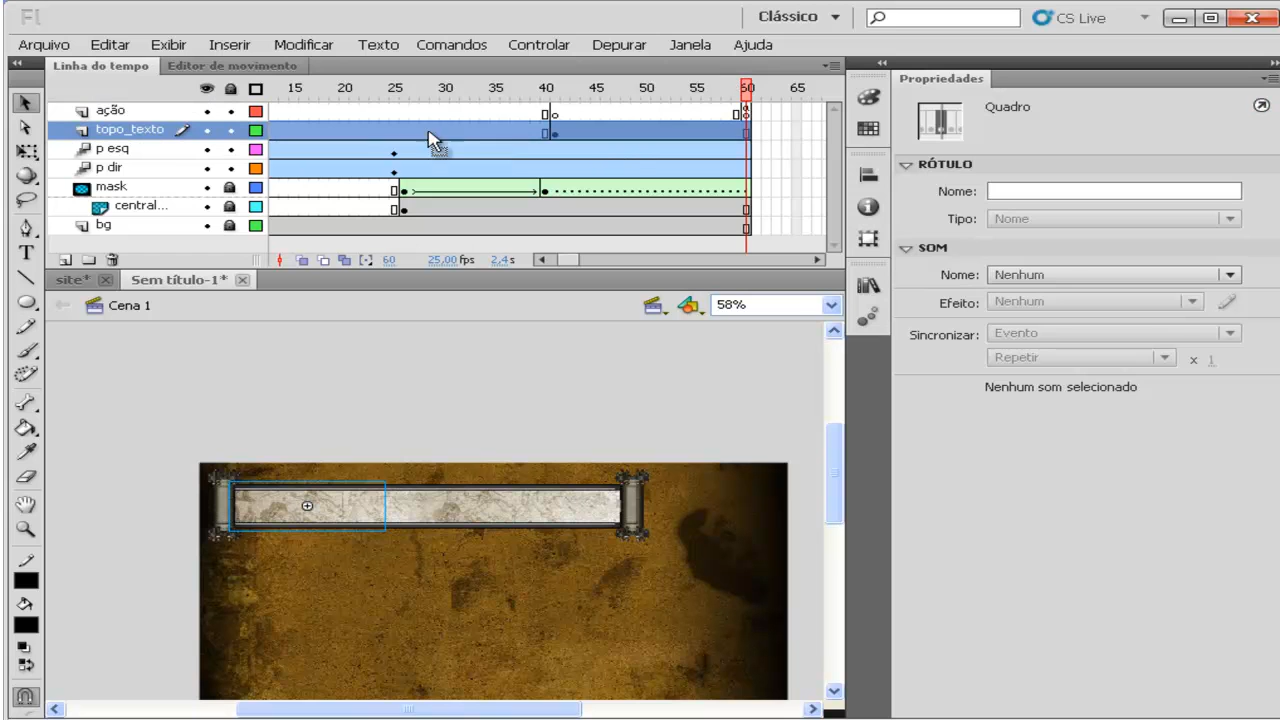 Fl
Clássico
CS Live
Arquivo Editar Exibir Inserir Modificar Texto Comandos Controlar Depurar Janela Ajuda
Linha do tempo Editor de movimento
15 20 25 30 35 40 45 50 55 60 65
ação
topo_texto
p esq
p dir
mask
central...
bg
60 25,00 fps 2,4 s
site* Sem título-1*
Cena 1
58%
Propriedades
Quadro
RÓTULO
Nome:
Tipo: Nome
SOM
Nome: Nenhum
Efeito: Nenhum
Sincronizar: Evento
Repetir x 1
Nenhum som selecionado